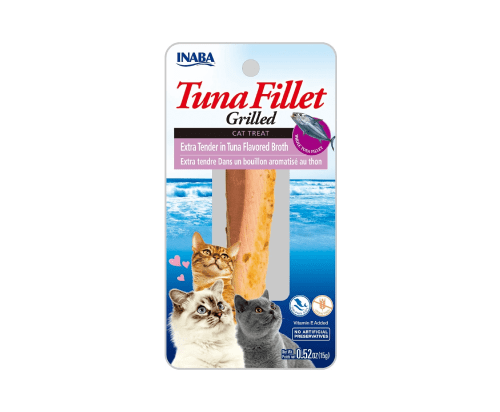 INABA
Tuna Fillet
Grilled
CAT TREAT
Extra Tender in Tuna Flavored Broth
Extra tendre Dans un bouillon aromatisé au thon
Vitamin E Added
NO ARTIFICIAL
PRESERVATIVES
0.52oz (15g)